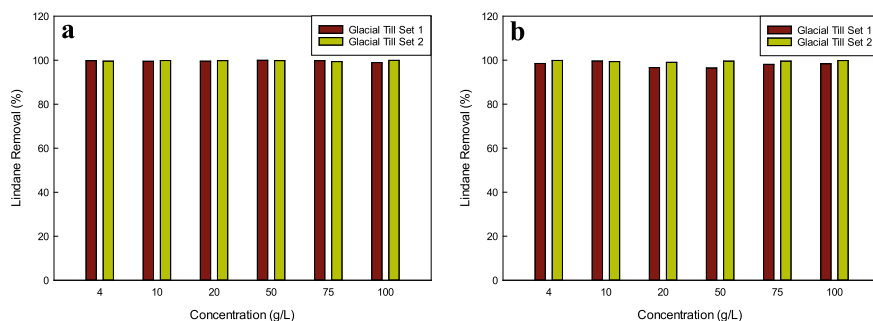 a
Glacial Till Set 1
Glacial Till Set 2
120
100
80
60
40
20
0
Lindane Removal (%)
4 10 20 50 75 100
Concentration (g/L)
b
Glacial Till Set 1
Glacial Till Set 2
120
100
80
60
40
20
0
Lindane Removal (%)
4 10 20 50 75 100
Concentration (g/L)